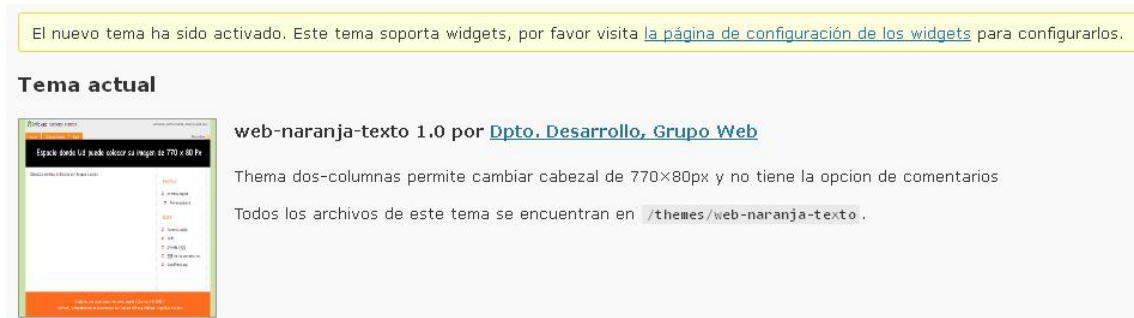 El nuevo tema ha sido activado. Este tema soporta widgets, por favor visita la página de configuración de los widgets para configurarlos.
Tema actual
Espacio donde Ud puede colocar su imagen de 770 x 80 Px
web-naranja-texto 1.0 por Dpto. Desarrollo, Grupo Web
Thema dos-columnas permite cambiar cabezal de 770×80px y no tiene la opcion de comentarios
Todos los archivos de este tema se encuentran en /themes/web-naranja-texto.